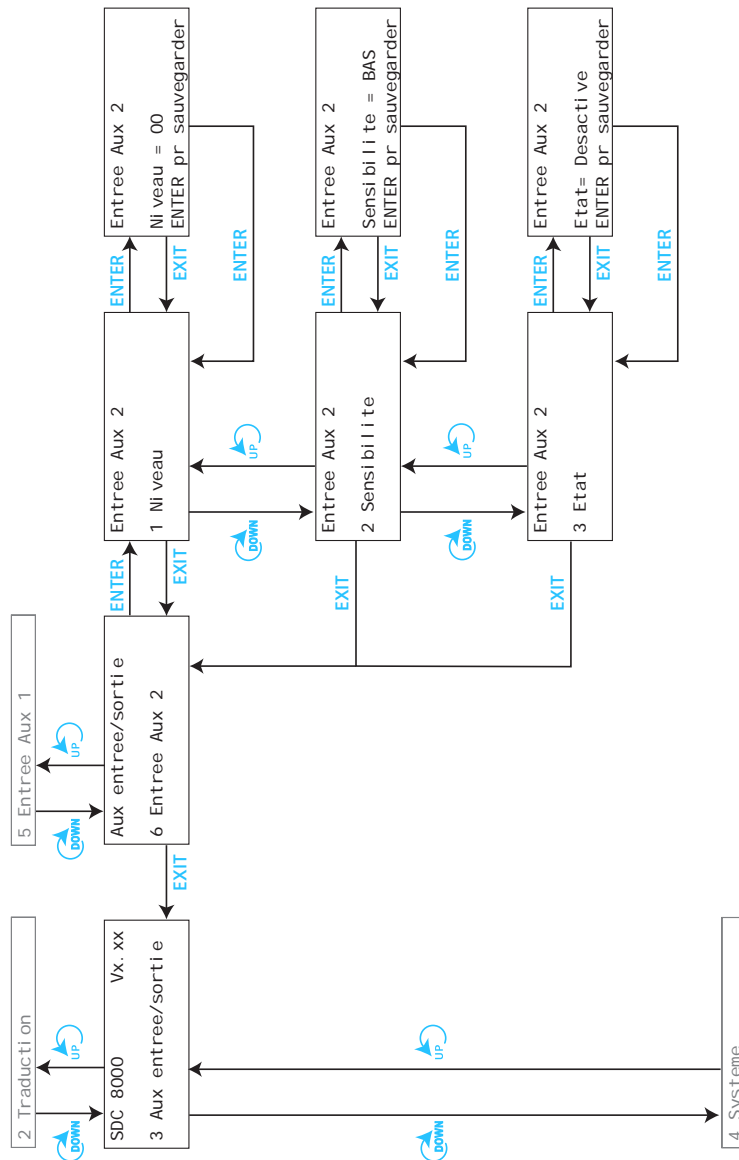 2 Traduction
DOWN
UP
SDC 8000 Vx.xx
3 Aux entree/sortie
DOWN
UP
4 Systeme
EXIT
5 Entree Aux 1
DOWN
UP
Aux entree/sortie
6 Entree Aux 2
ENTER
EXIT
Entree Aux 2
1 Niveau
ENTER
EXIT
ENTER
Entree Aux 2
Niveau = 00
ENTER pr sauvegarder
DOWN
UP
EXIT
Entree Aux 2
2 Sensibilite
ENTER
EXIT
ENTER
Entree Aux 2
Sensibilite = BAS
ENTER pr sauvegarder
DOWN
UP
EXIT
Entree Aux 2
3 Etat
ENTER
EXIT
ENTER
Entree Aux 2
Etat= Desactive
ENTER pr sauvegarder